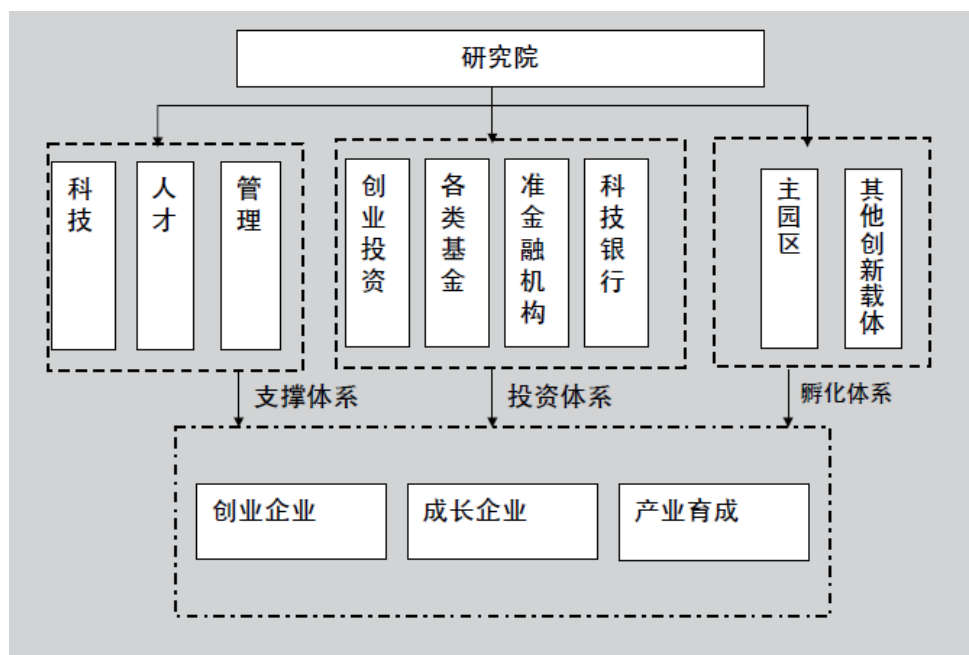 研究院
科技
人才
管理
创业投资
各类基金
准金融机构
科技银行
主园区
其他创新载体
支撑体系
投资体系
孵化体系
创业企业
成长企业
产业育成